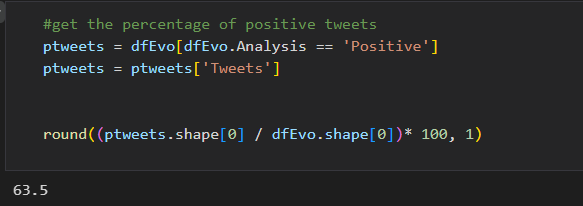 #get the percentage of positive tweets
ptweets = dfEvo[dfEvo.Analysis == 'Positive']
ptweets = ptweets['Tweets']
round((ptweets.shape[0] / dfEvo.shape[0])* 100, 1)
63.5